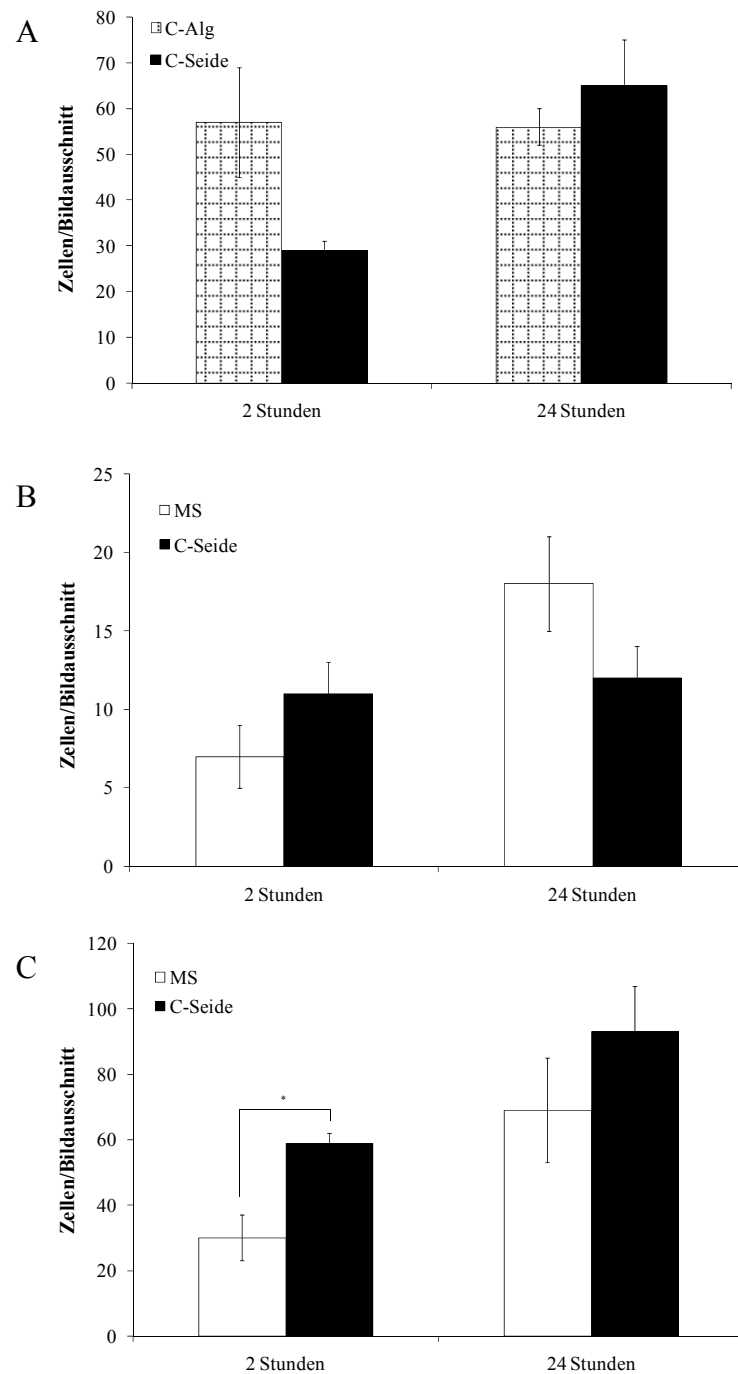 A
C-Alg
C-Seide
Zellen/Bildausschnitt
80
70
60
50
40
30
20
10
0
2 Stunden
24 Stunden
B
MS
C-Seide
Zellen/Bildausschnitt
25
20
15
10
5
0
2 Stunden
24 Stunden
C
MS
C-Seide
Zellen/Bildausschnitt
120
100
80
60
40
20
0
*
2 Stunden
24 Stunden